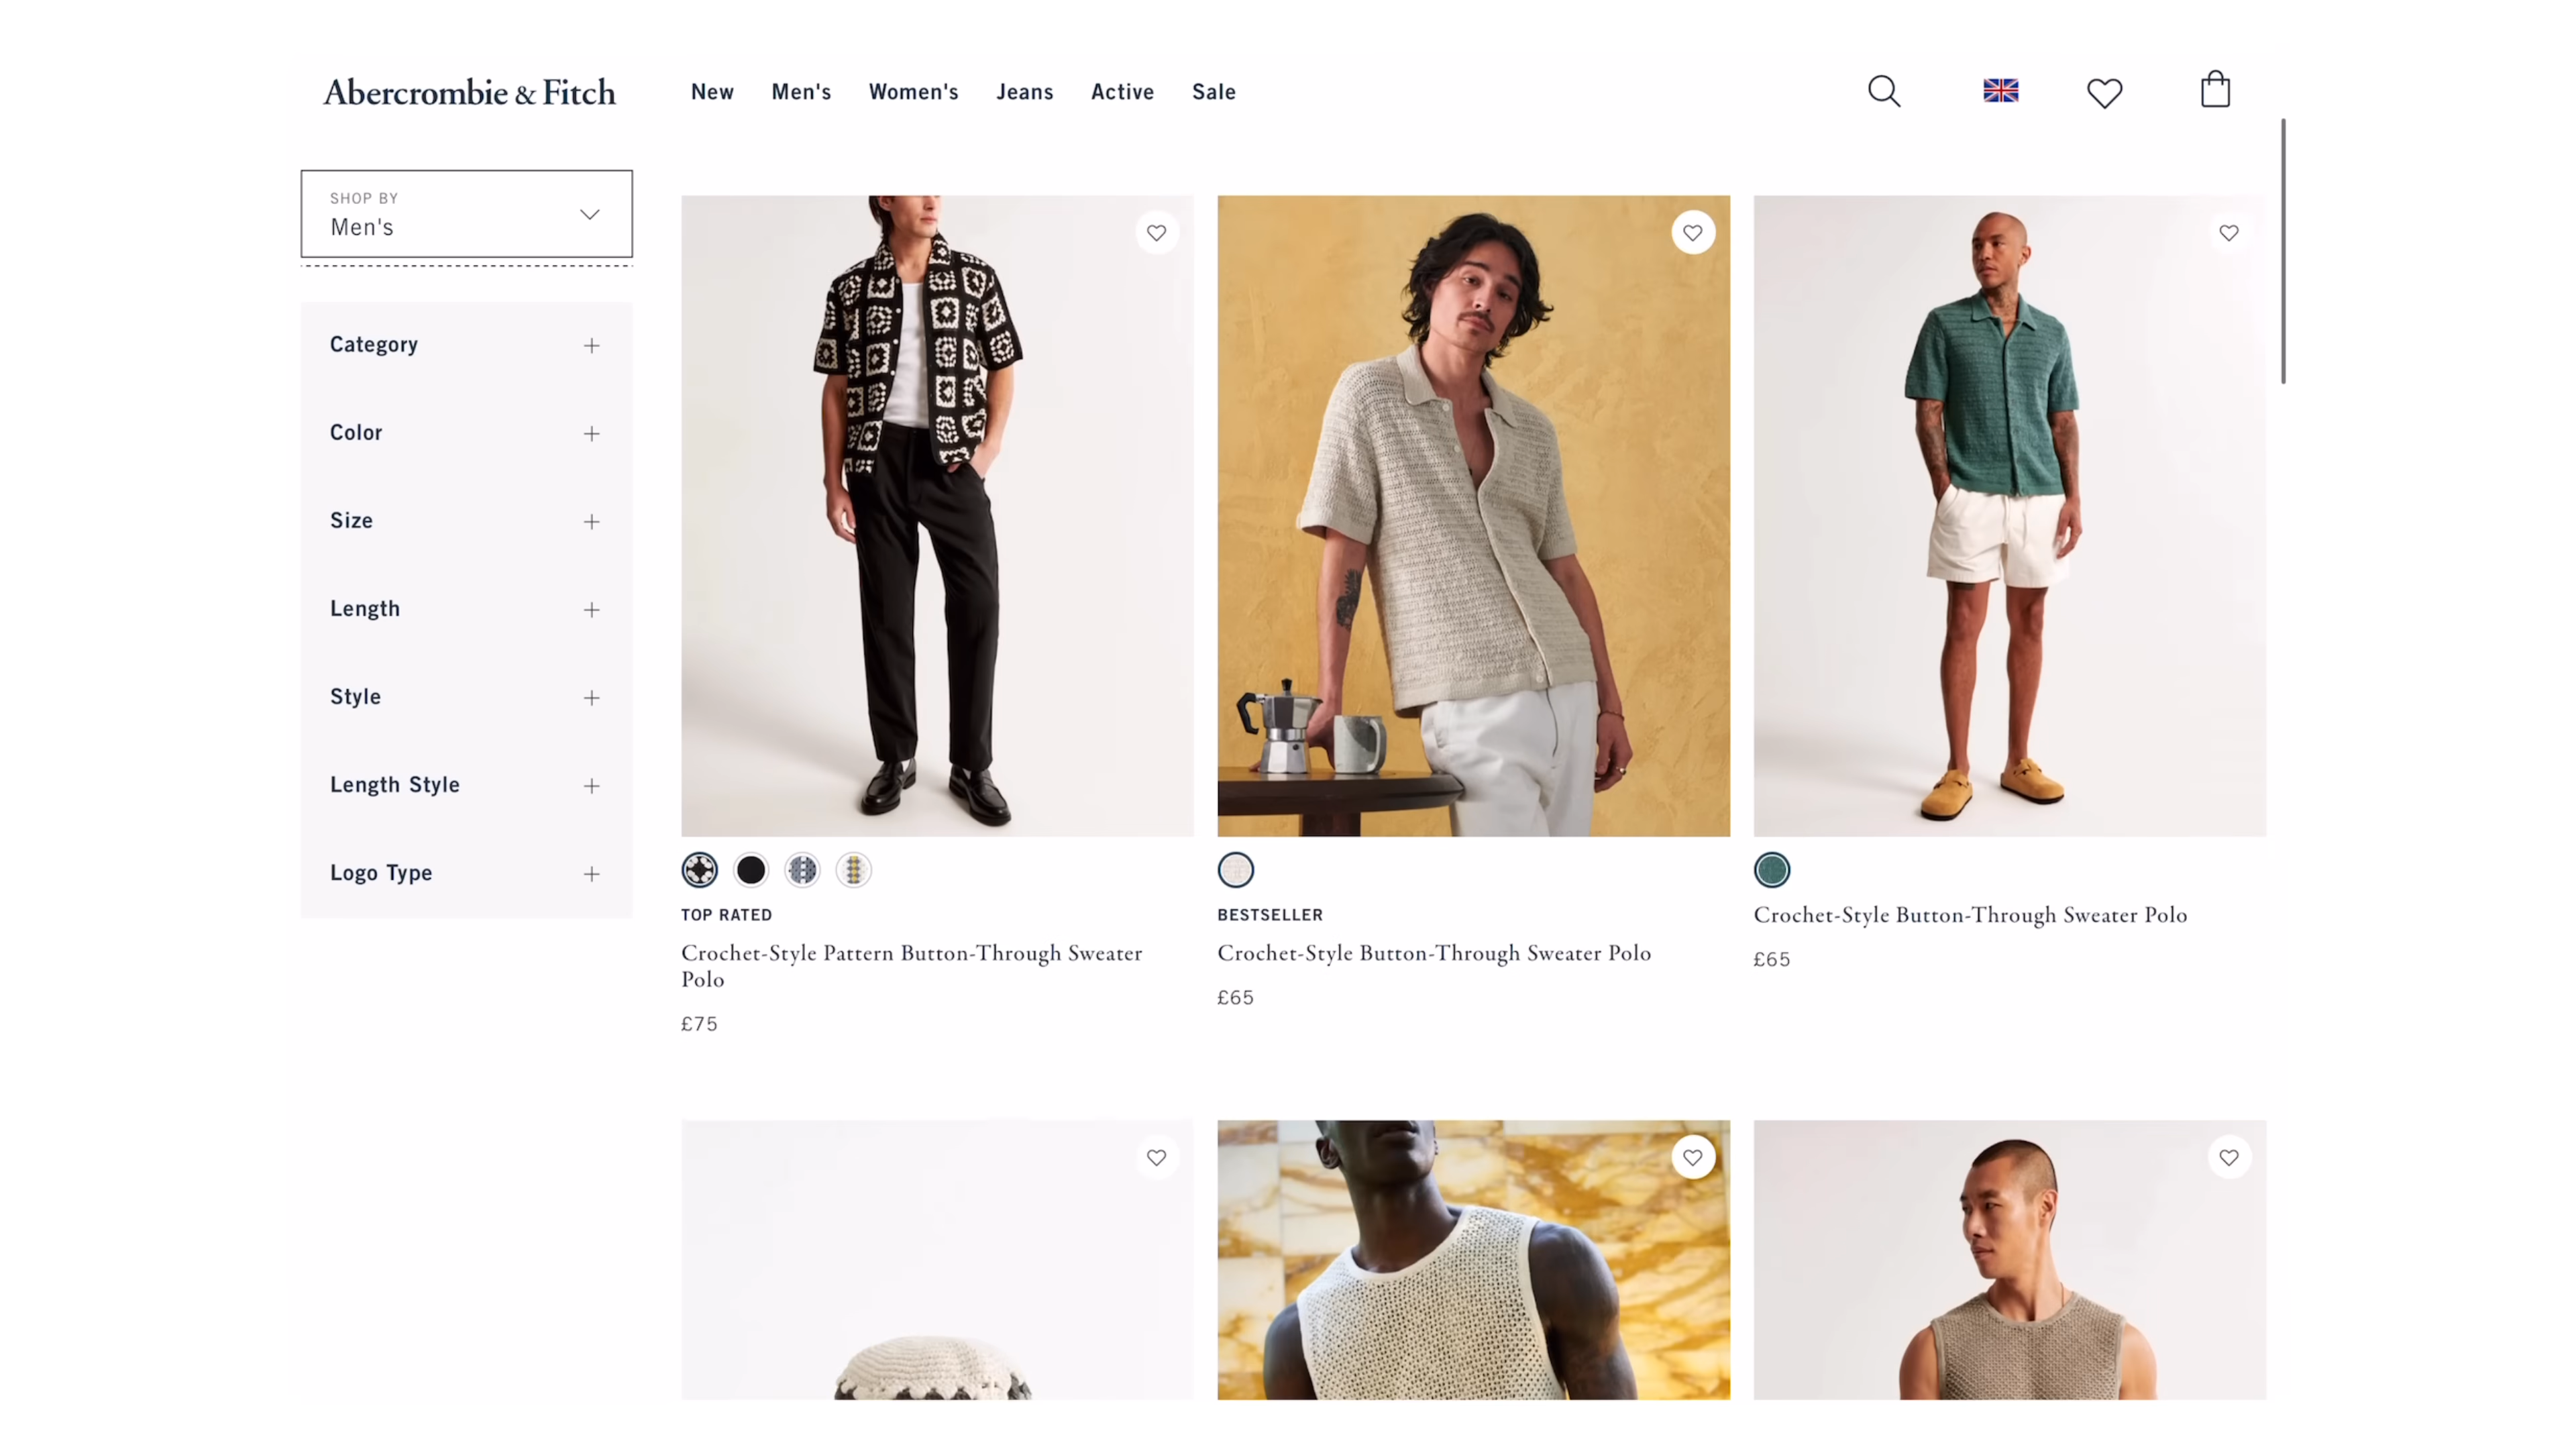 Abercrombie & Fitch
New Men's Women's Jeans Active Sale
SHOP BY
Men's
Category
Color
Size
Length
Style
Length Style
Logo Type
TOP RATED
Crochet-Style Pattern Button-Through Sweater
Polo
£75
BESTSELLER
Crochet-Style Button-Through Sweater Polo
£65
Crochet-Style Button-Through Sweater Polo
£65